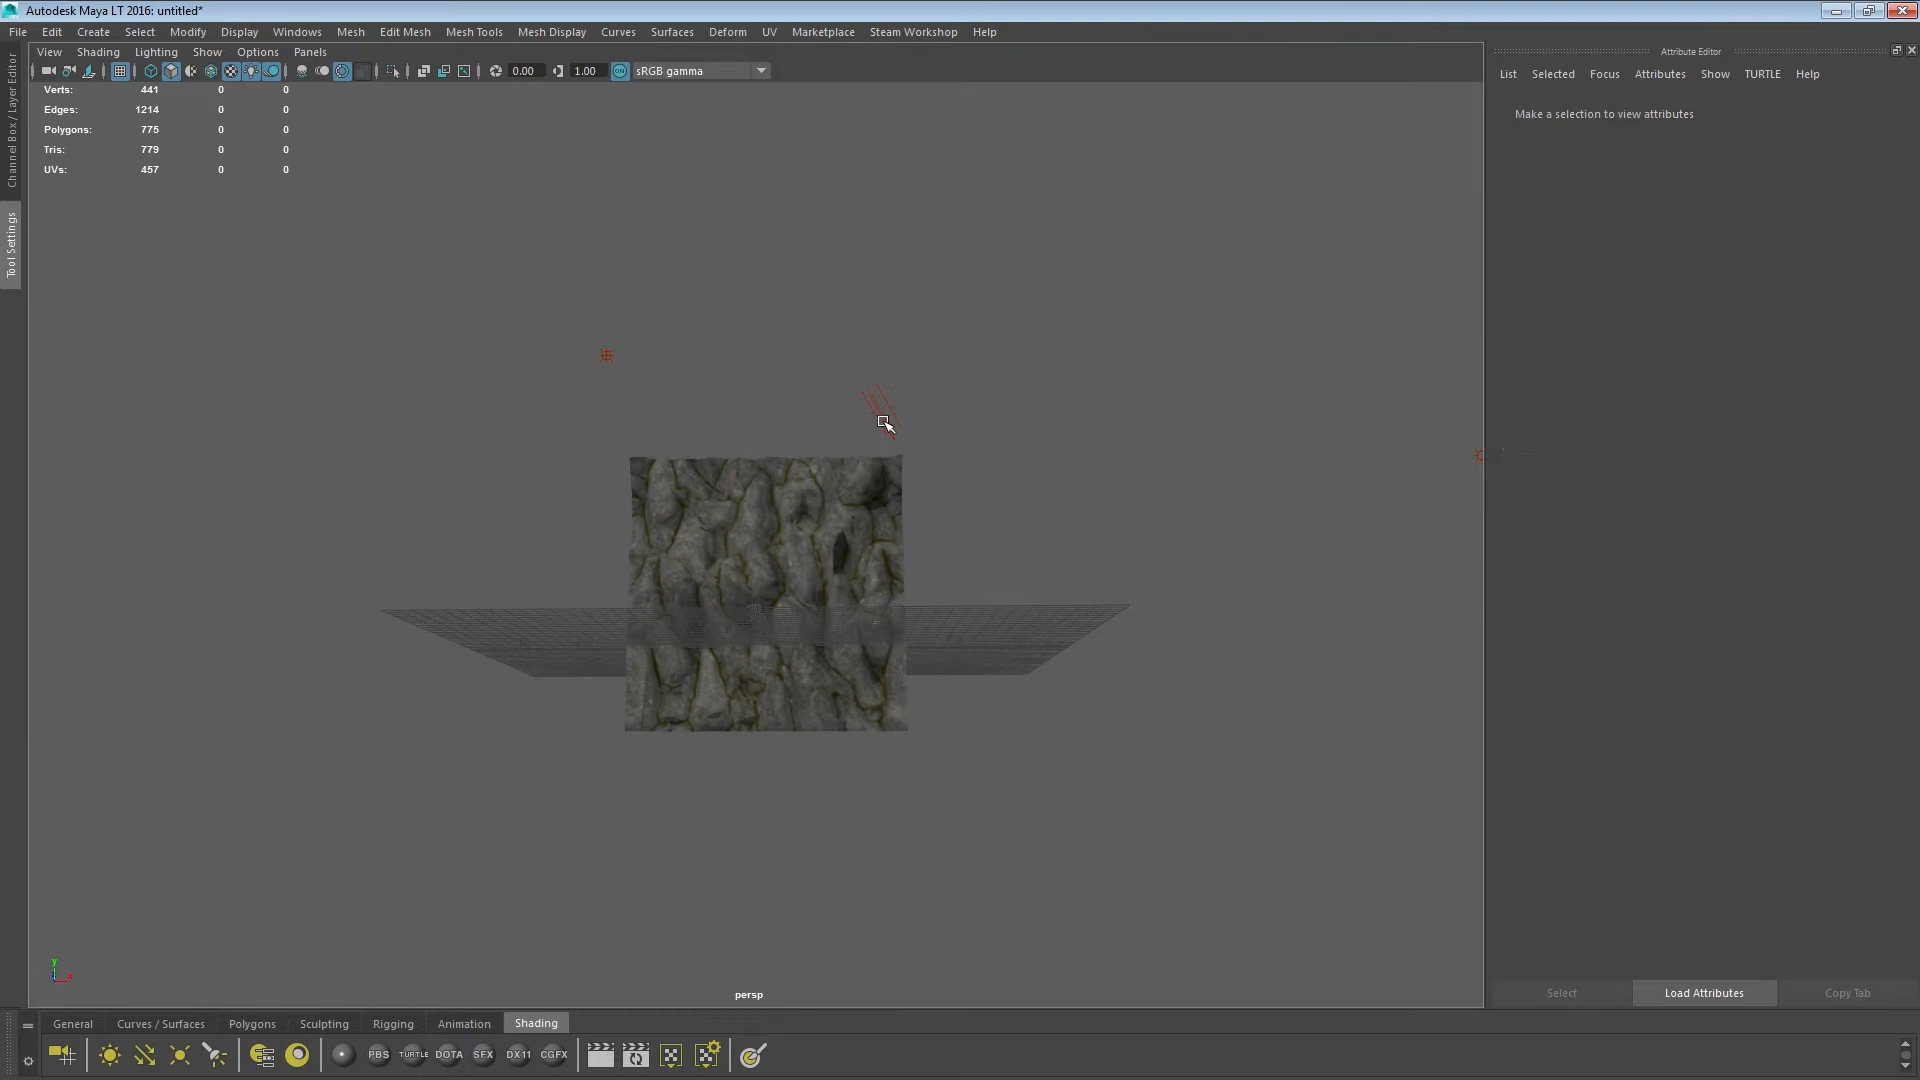 Autodesk Maya LT 2016: untitled*
File Edit Create Select Modify Display Windows Mesh Edit Mesh Mesh Tools Mesh Display Curves Surfaces Deform UV Marketplace Steam Workshop Help
View Shading Lighting Show Options Panels
Attribute Editor
0.00 1.00 ON sRGB gamma
List Selected Focus Attributes Show TURTLE Help
Verts: 441 0 0
Edges: 1214 0 0
Polygons: 775 0 0
Tris: 779 0 0
UVs: 457 0 0
Make a selection to view attributes
Channel Box / Layer Editor
Tool Settings
y
x
persp
Select Load Attributes Copy Tab
General Curves / Surfaces Polygons Sculpting Rigging Animation Shading
PBS TURTLE DOTA SFX DX11 CGFX